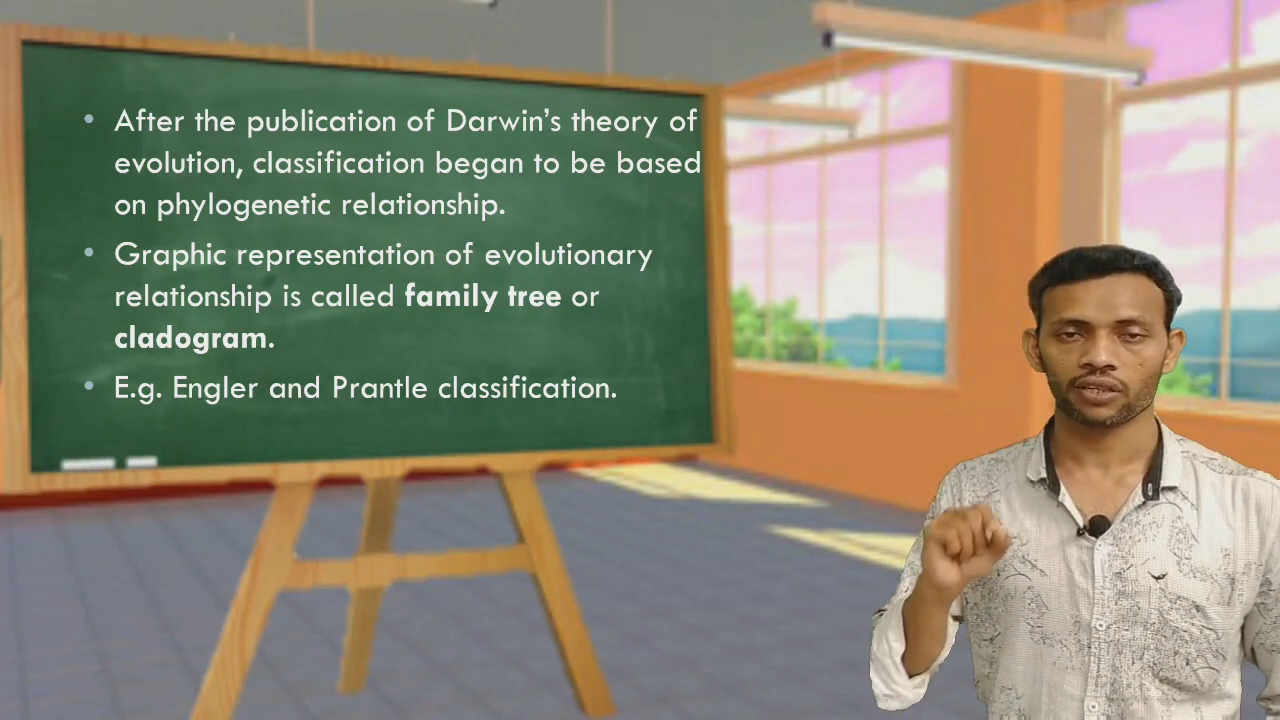 • After the publication of Darwin's theory of
evolution, classification began to be based
on phylogenetic relationship.
• Graphic representation of evolutionary
relationship is called family tree or
cladogram.
• E.g. Engler and Prantle classification.